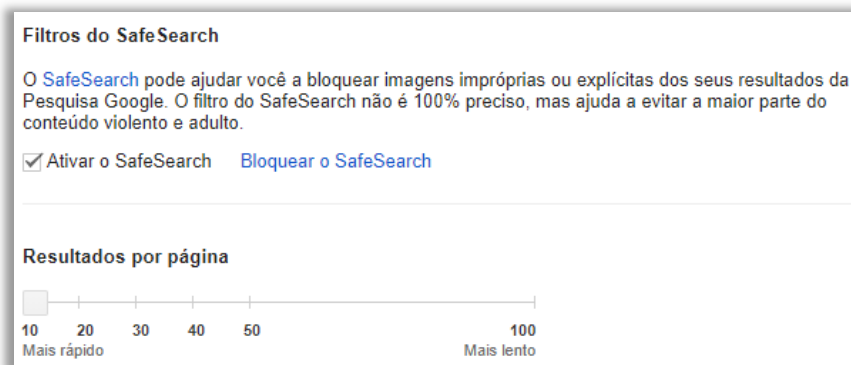 Filtros do SafeSearch
O SafeSearch pode ajudar você a bloquear imagens impróprias ou explícitas dos seus resultados da
Pesquisa Google. O filtro do SafeSearch não é 100% preciso, mas ajuda a evitar a maior parte do
conteúdo violento e adulto.
Ativar o SafeSearch Bloquear o SafeSearch
Resultados por página
10 20 30 40 50 100
Mais rápido Mais lento